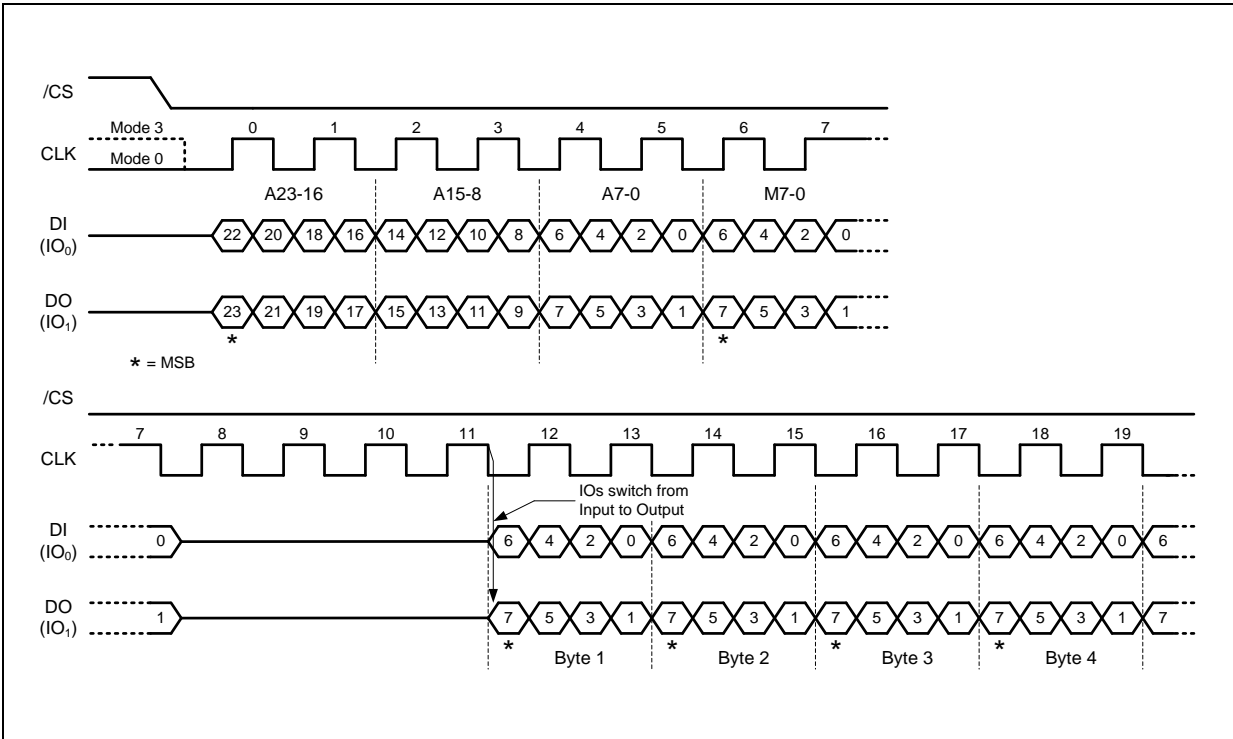 /CS
Mode 3
CLK
Mode 0
0 1 2 3 4 5 6 7
A23-16 A15-8 A7-0 M7-0
DI
(IO₀)
22 20 18 16 14 12 10 8 6 4 2 0 6 4 2 0
DO
(IO₁)
23 21 19 17 15 13 11 9 7 5 3 1 7 5 3 1
* *
* = MSB
/CS
7 8 9 10 11 12 13 14 15 16 17 18 19
CLK
IOs switch from
Input to Output
DI
(IO₀)
0 6 4 2 0 6 4 2 0 6 4 2 0 6 4 2 0 6
DO
(IO₁)
1 7 5 3 1 7 5 3 1 7 5 3 1 7 5 3 1 7
* * * *
Byte 1 Byte 2 Byte 3 Byte 4